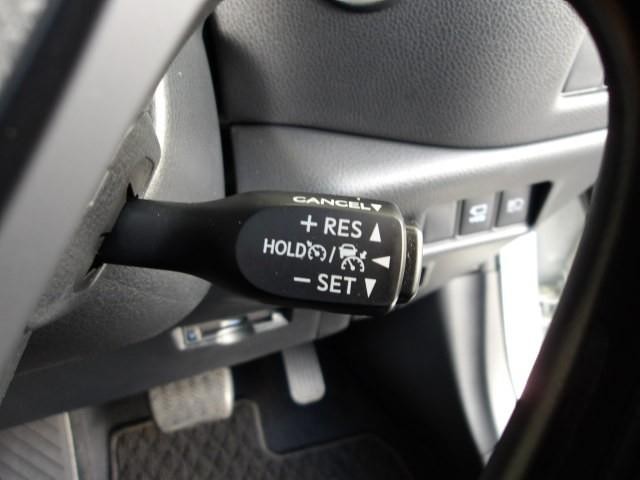 CANCEL▼
+ RES ▲
HOLD / ◀
− SET ▼